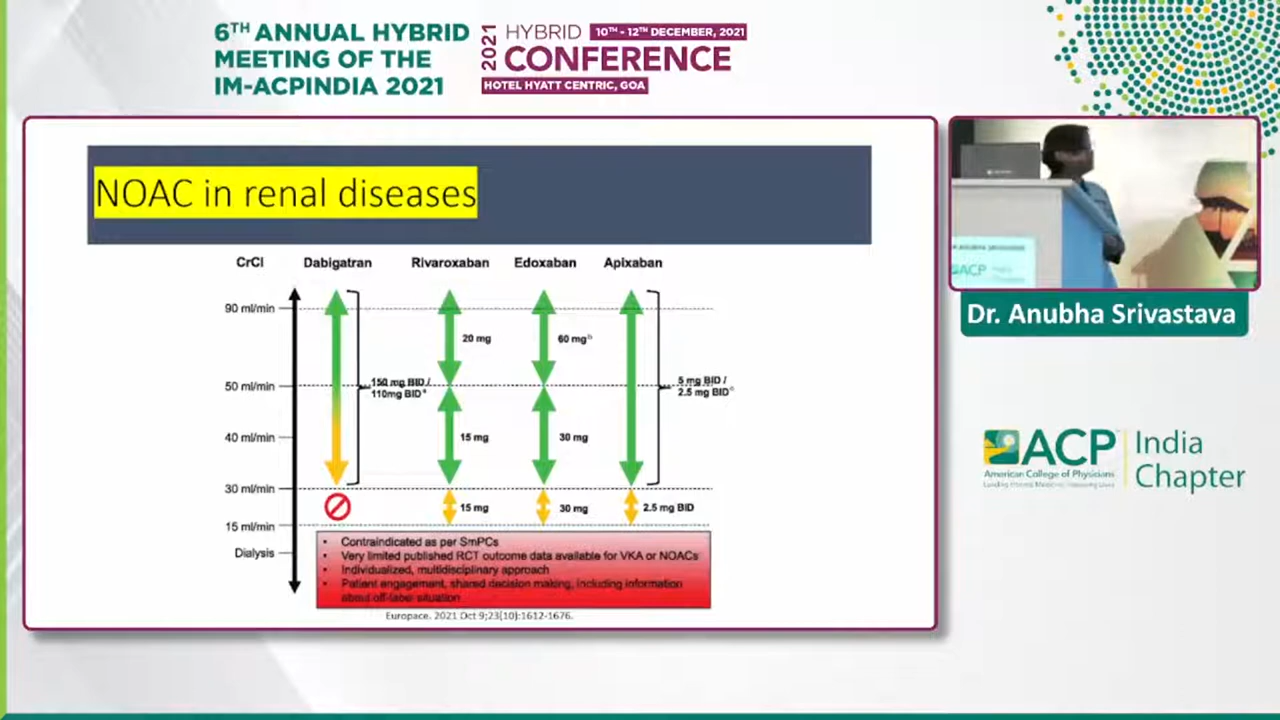 6TH ANNUAL HYBRID
MEETING OF THE
IM-ACPINDIA 2021
2021
HYBRID 10TH - 12TH DECEMBER, 2021
CONFERENCE
HOTEL HYATT CENTRIC, GOA
NOAC in renal diseases
CrCl Dabigatran Rivaroxaban Edoxaban Apixaban
90 ml/min
20 mg 60 mg
50 ml/min 150 mg BID / 5 mg BID /
110mg BID 2.5 mg BID
40 ml/min 15 mg 30 mg
30 ml/min
15 mg 30 mg 2.5 mg BID
15 ml/min
Dialysis
• Contraindicated as per SmPCs
• Very limited published RCT outcome data available for VKA or NOACs
• Individualized, multidisciplinary approach
• Patient engagement, shared decision making, including information
about off-label situation
Europace. 2021 Oct 9;23(10):1612-1676.
ACP
Dr. Anubha Srivastava
ACP India
American College of Physicians Chapter